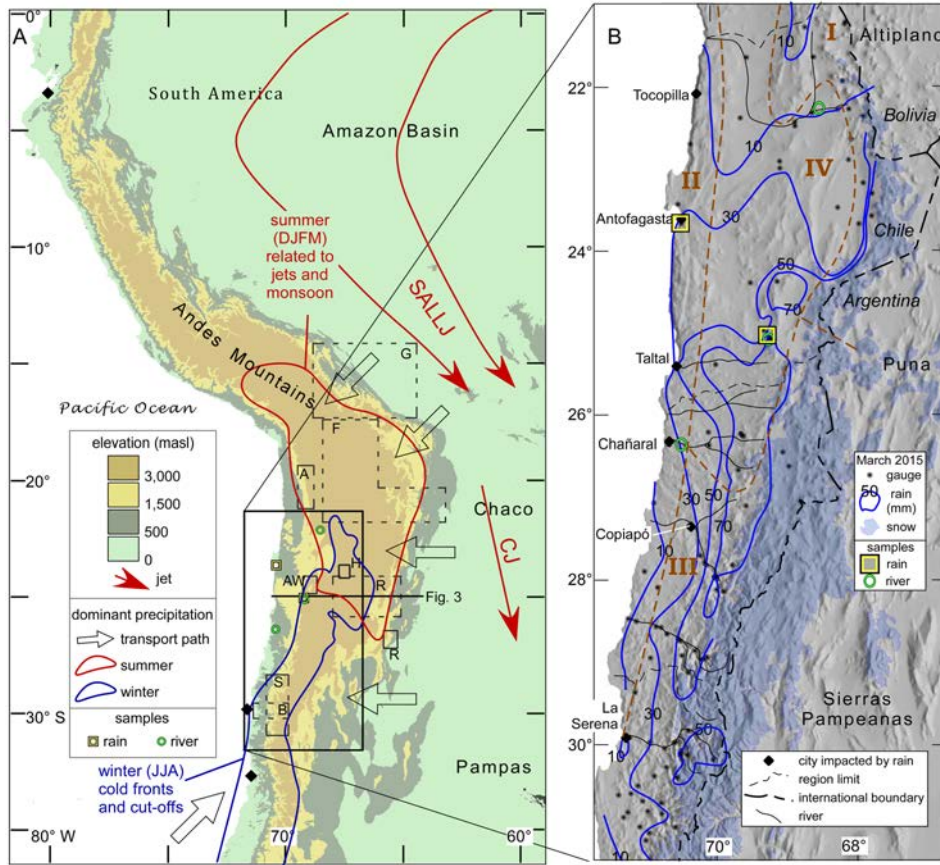 0°
A
South America
Amazon Basin
10°
summer
(DJFM)
related to
jets and
monsoon
SALLJ
Andes Mountains
G
Pacific Ocean
F
elevation (masl)
3,000
1,500
500
0
jet
A
20°
Chaco
CJ
H
AW
R
Fig. 3
R
dominant precipitation
transport path
summer
winter
S
B
samples
rain
river
30° S
winter (JJA)
cold fronts
and cut-offs
Pampas
80° W
70°
60°
B
I
Altiplano
10
22°
Tocopilla
Bolivia
10
IV
II
30
Antofagasta
Chile
24°
50
Argentina
70
Taltal
Puna
26°
Chañaral
March 2015
gauge
50
rain
(mm)
snow
30
50
70
samples
rain
river
Copiapó
10
III
28°
Sierras
Pampeanas
La
Serena
30
50
30°
10
city impacted by rain
region limit
international boundary
river
10
70°
68°